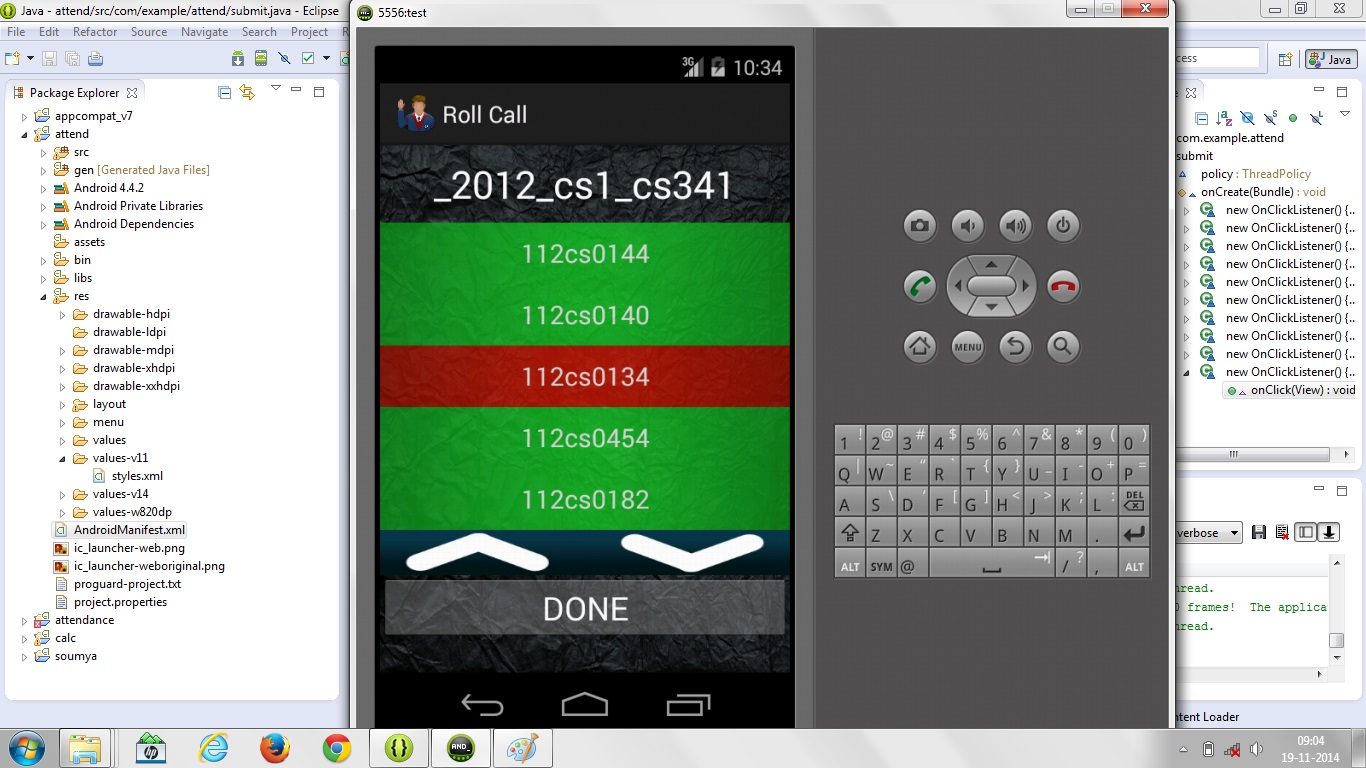 Java - attend/src/com/example/attend/submit.java - Eclipse
File Edit Refactor Source Navigate Search Project
Package Explorer
appcompat_v7
attend
src
gen [Generated Java Files]
Android 4.4.2
Android Private Libraries
Android Dependencies
assets
bin
libs
res
drawable-hdpi
drawable-ldpi
drawable-mdpi
drawable-xhdpi
drawable-xxhdpi
layout
menu
values
values-v11
styles.xml
values-v14
values-w820dp
AndroidManifest.xml
ic_launcher-web.png
ic_launcher-weboriginal.png
proguard-project.txt
project.properties
attendance
calc
soumya
5556:test
3G 10:34
Roll Call
_2012_cs1_cs341
112cs0144
112cs0140
112cs0134
112cs0454
112cs0182
DONE
MENU
1 ! 2 @ 3 # 4 $ 5 % 6 ^ 7 & 8 * 9 ( 0 )
Q | W ~ E " R ` T { Y } U _ I - O + P =
A S \ D ' F [ G ] H < J > K ; L : DEL
Z X C V B N M .
ALT SYM @ / ? , ALT
cess
Java
com.example.attend
submit
policy : ThreadPolicy
onCreate(Bundle) : void
new OnClickListener() {...
new OnClickListener() {...
new OnClickListener() {...
new OnClickListener() {...
new OnClickListener() {...
new OnClickListener() {...
new OnClickListener() {...
new OnClickListener() {...
new OnClickListener() {...
new OnClickListener() {...
onClick(View) : void
verbose
hread.
0 frames! The applica
hread.
ntent Loader
hp
AND_
09:04
19-11-2014